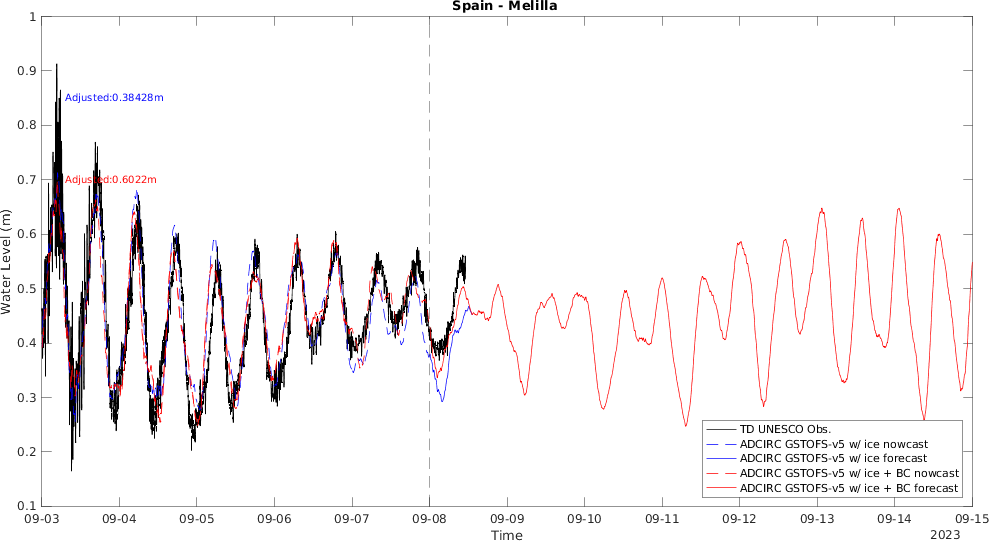 Spain - Melilla
1
0.9
0.8
0.7
0.6
0.5
0.4
0.3
0.2
0.1
Water Level (m)
Adjusted:0.38428m
Adjusted:0.6022m
TD UNESCO Obs.
ADCIRC GSTOFS-v5 w/ ice nowcast
ADCIRC GSTOFS-v5 w/ ice forecast
ADCIRC GSTOFS-v5 w/ ice + BC nowcast
ADCIRC GSTOFS-v5 w/ ice + BC forecast
09-03 09-04 09-05 09-06 09-07 09-08 09-09 09-10 09-11 09-12 09-13 09-14 09-15
Time
2023